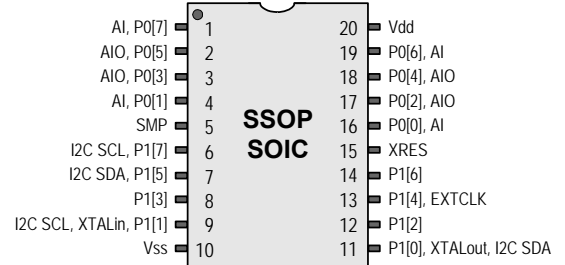 AI, P0[7] 1 20 Vdd
AIO, P0[5] 2 19 P0[6], AI
AIO, P0[3] 3 18 P0[4], AIO
AI, P0[1] 4 17 P0[2], AIO
SMP 5 SSOP 16 P0[0], AI
I2C SCL, P1[7] 6 SOIC 15 XRES
I2C SDA, P1[5] 7 14 P1[6]
P1[3] 8 13 P1[4], EXTCLK
I2C SCL, XTALin, P1[1] 9 12 P1[2]
Vss 10 11 P1[0], XTALout, I2C SDA